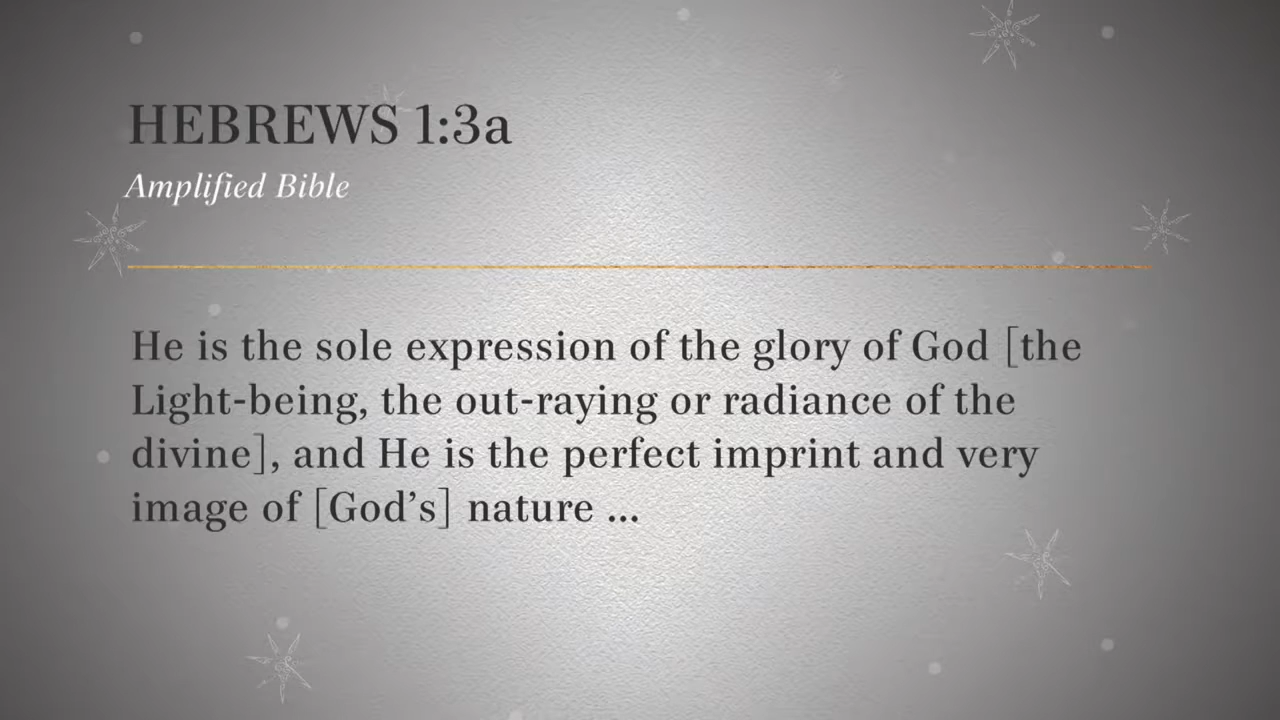 HEBREWS 1:3a
Amplified Bible
He is the sole expression of the glory of God [the
Light-being, the out-raying or radiance of the
divine], and He is the perfect imprint and very
image of [God’s] nature ...